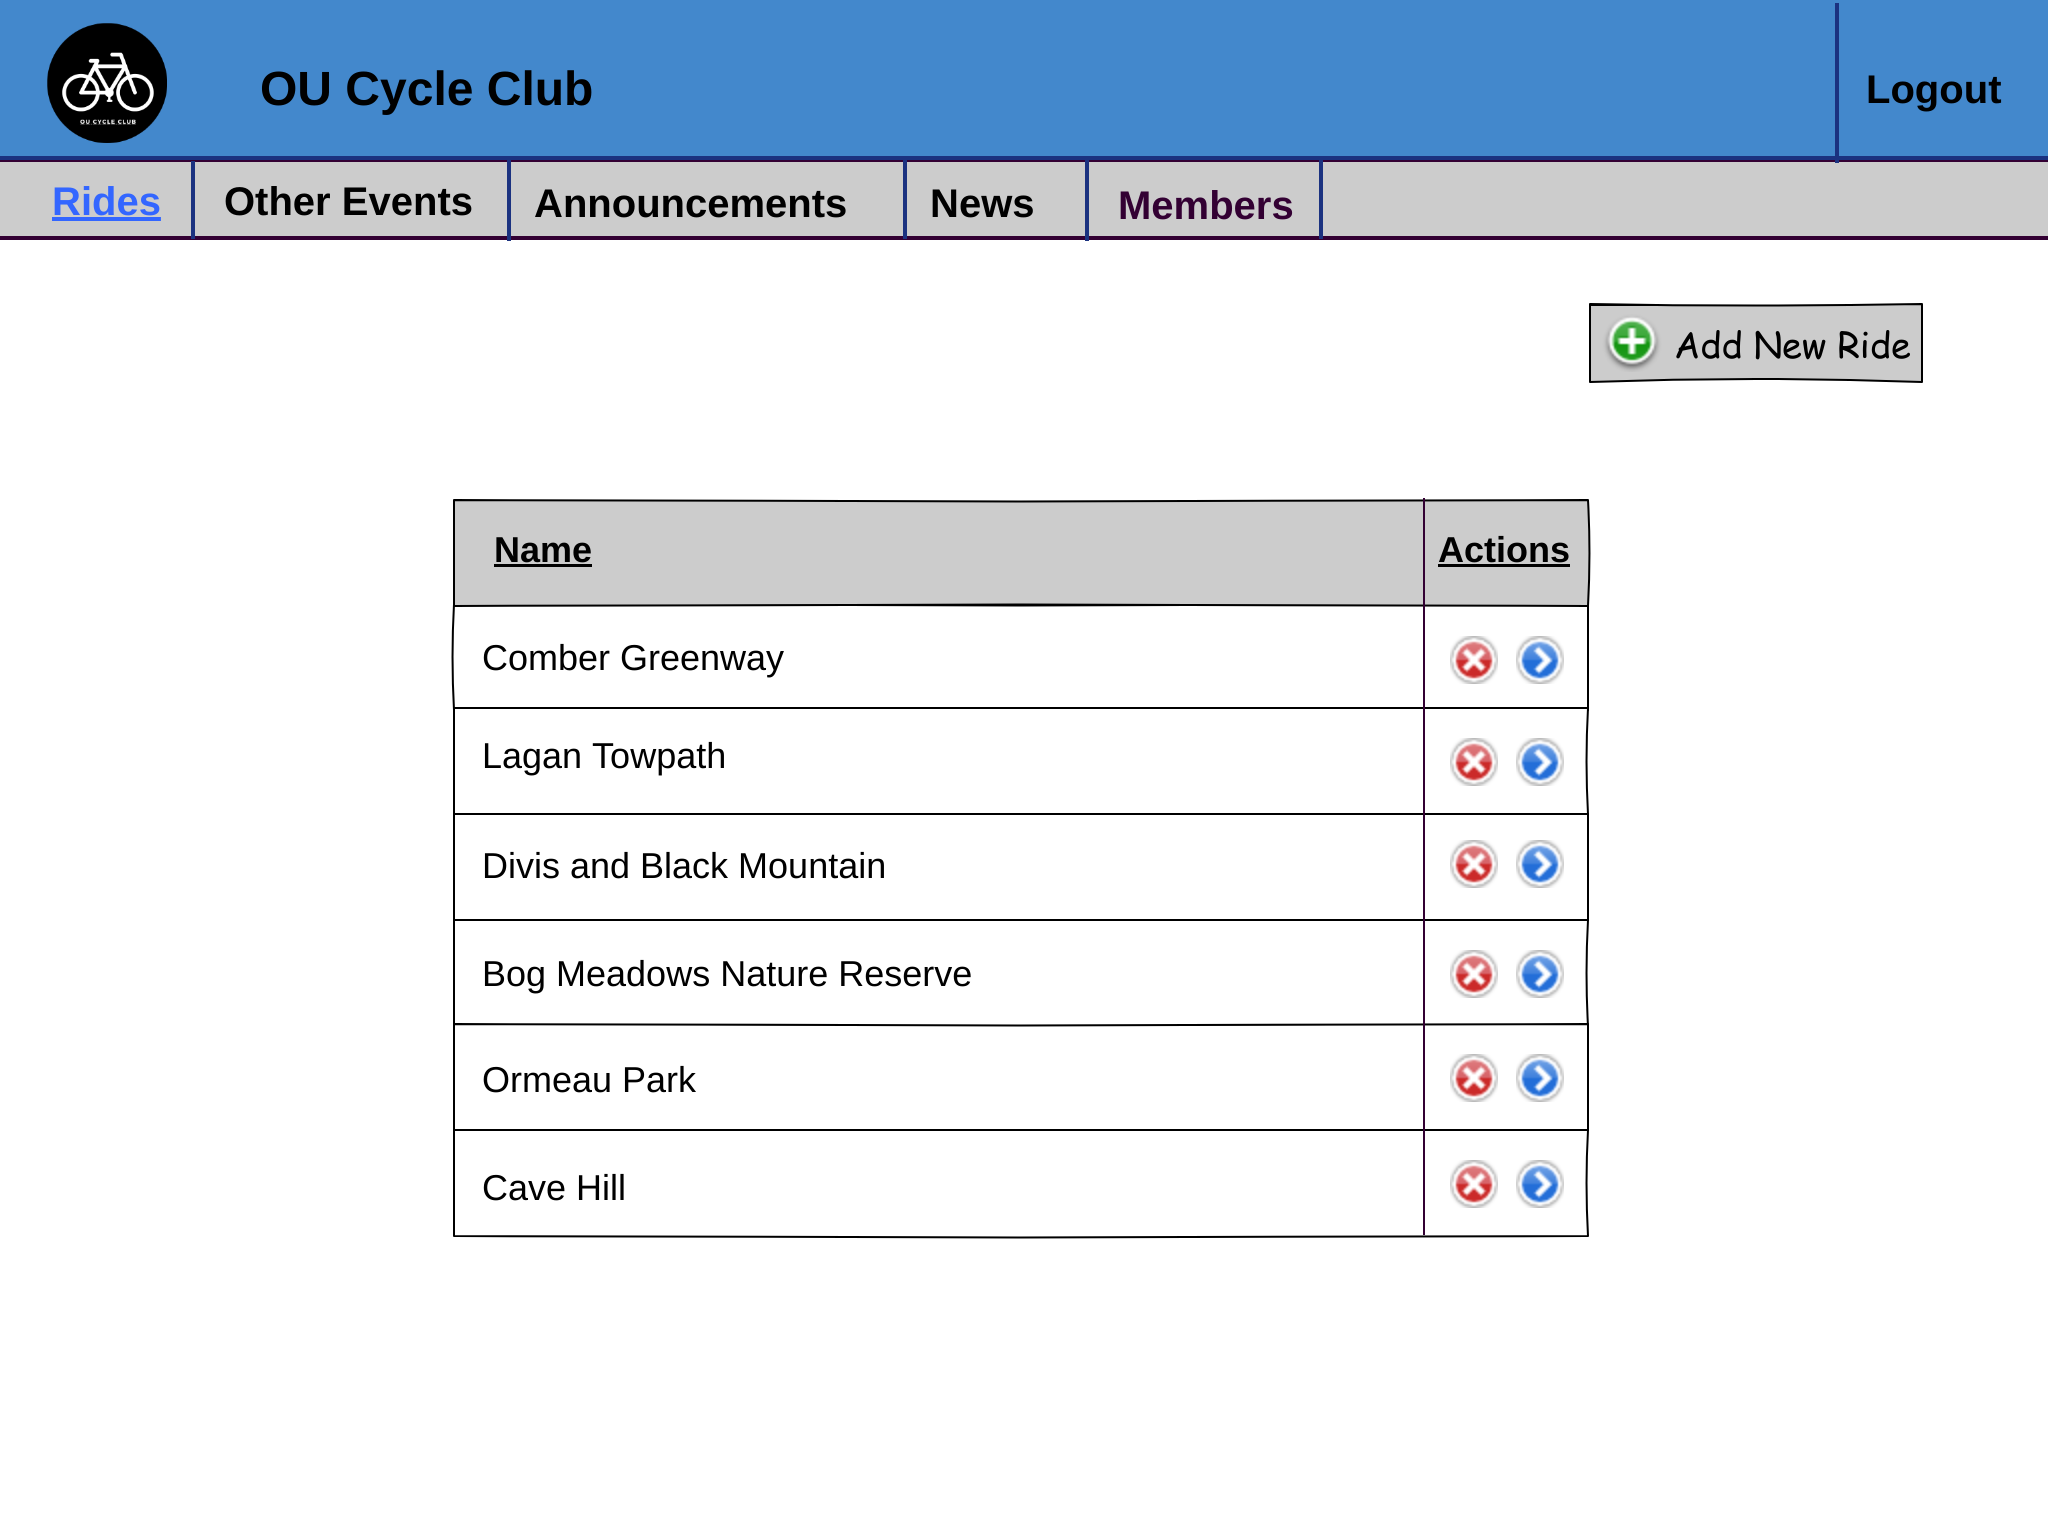 OU CYCLE CLUB
OU Cycle Club
Logout
Rides
Other Events
Announcements
News
Members
Add New Ride
Name
Actions
Comber Greenway
Lagan Towpath
Divis and Black Mountain
Bog Meadows Nature Reserve
Ormeau Park
Cave Hill